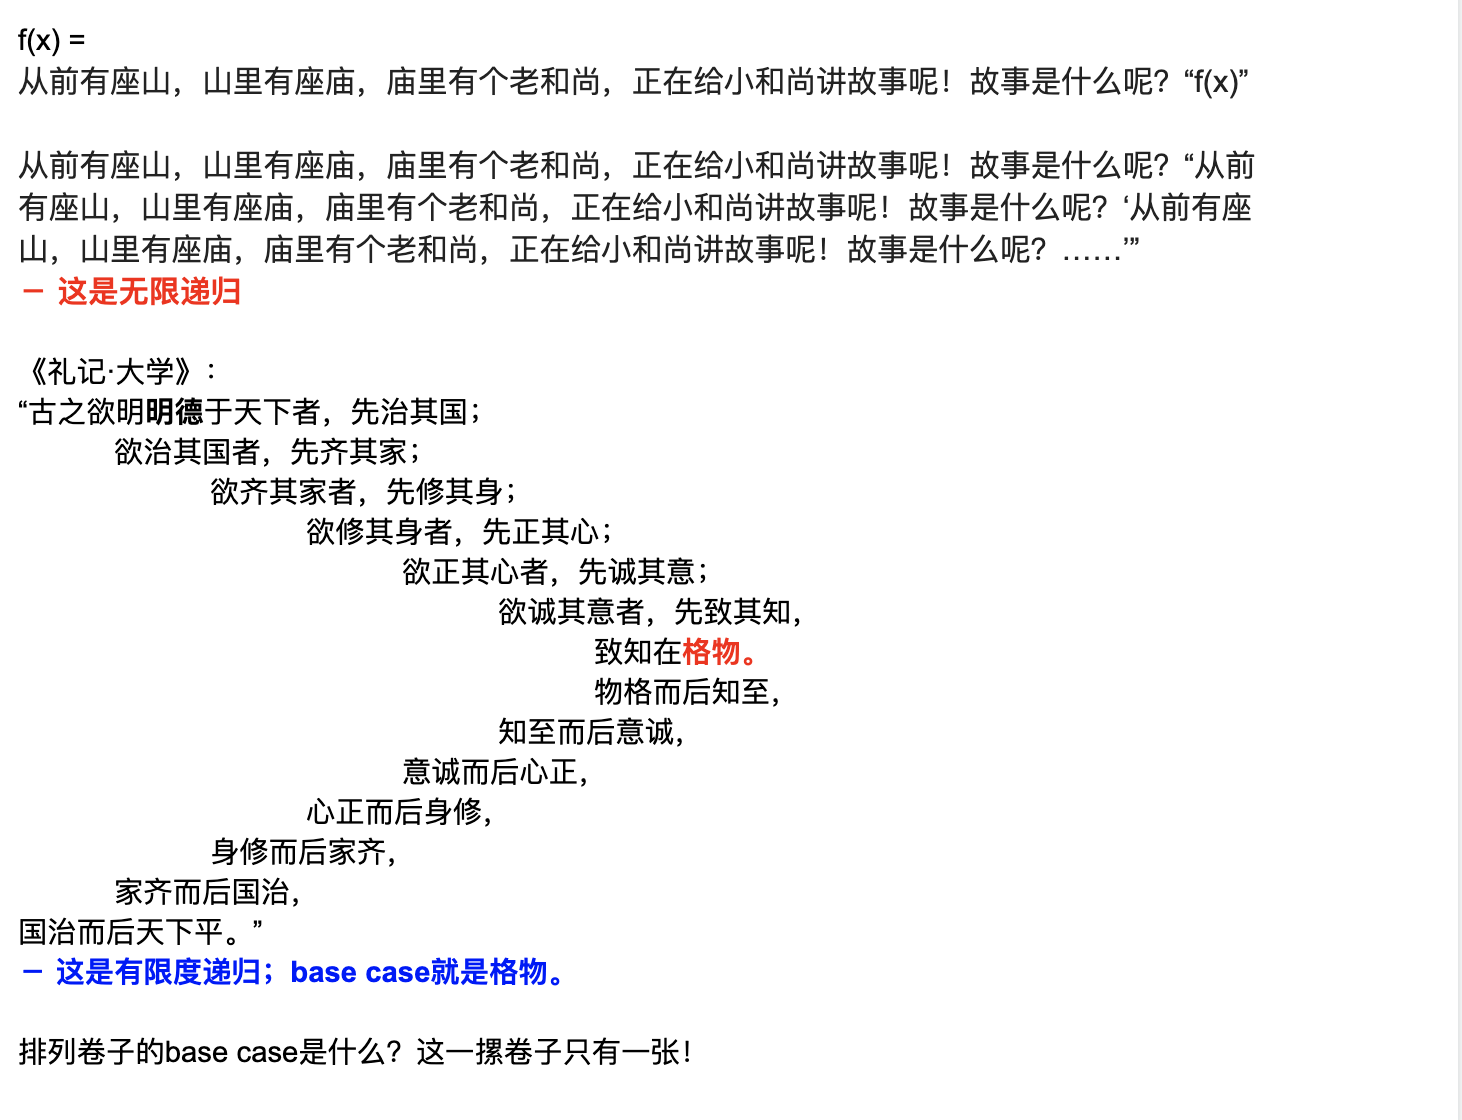 f(x) =
从前有座山，山里有座庙，庙里有个老和尚，正在给小和尚讲故事呢！故事是什么呢？“f(x)”
从前有座山，山里有座庙，庙里有个老和尚，正在给小和尚讲故事呢！故事是什么呢？“从前
有座山，山里有座庙，庙里有个老和尚，正在给小和尚讲故事呢！故事是什么呢？‘从前有座
山，山里有座庙，庙里有个老和尚，正在给小和尚讲故事呢！故事是什么呢？……’”
－ 这是无限递归
《礼记·大学》：
“古之欲明明德于天下者，先治其国；
欲治其国者，先齐其家；
欲齐其家者，先修其身；
欲修其身者，先正其心；
欲正其心者，先诚其意；
欲诚其意者，先致其知，
致知在格物。
物格而后知至，
知至而后意诚，
意诚而后心正，
心正而后身修，
身修而后家齐，
家齐而后国治，
国治而后天下平。”
－ 这是有限度递归；base case就是格物。
排列卷子的base case是什么？这一摞卷子只有一张！